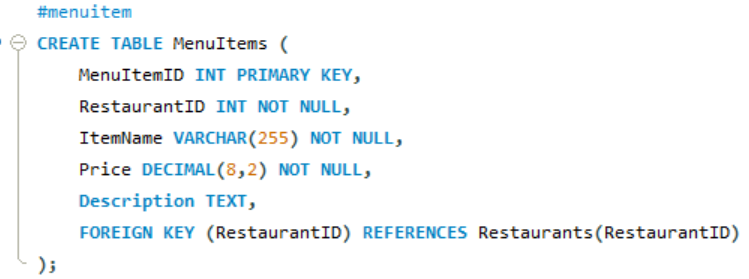 #menuitem
CREATE TABLE MenuItems (
MenuItemID INT PRIMARY KEY,
RestaurantID INT NOT NULL,
ItemName VARCHAR(255) NOT NULL,
Price DECIMAL(8,2) NOT NULL,
Description TEXT,
FOREIGN KEY (RestaurantID) REFERENCES Restaurants(RestaurantID)
);